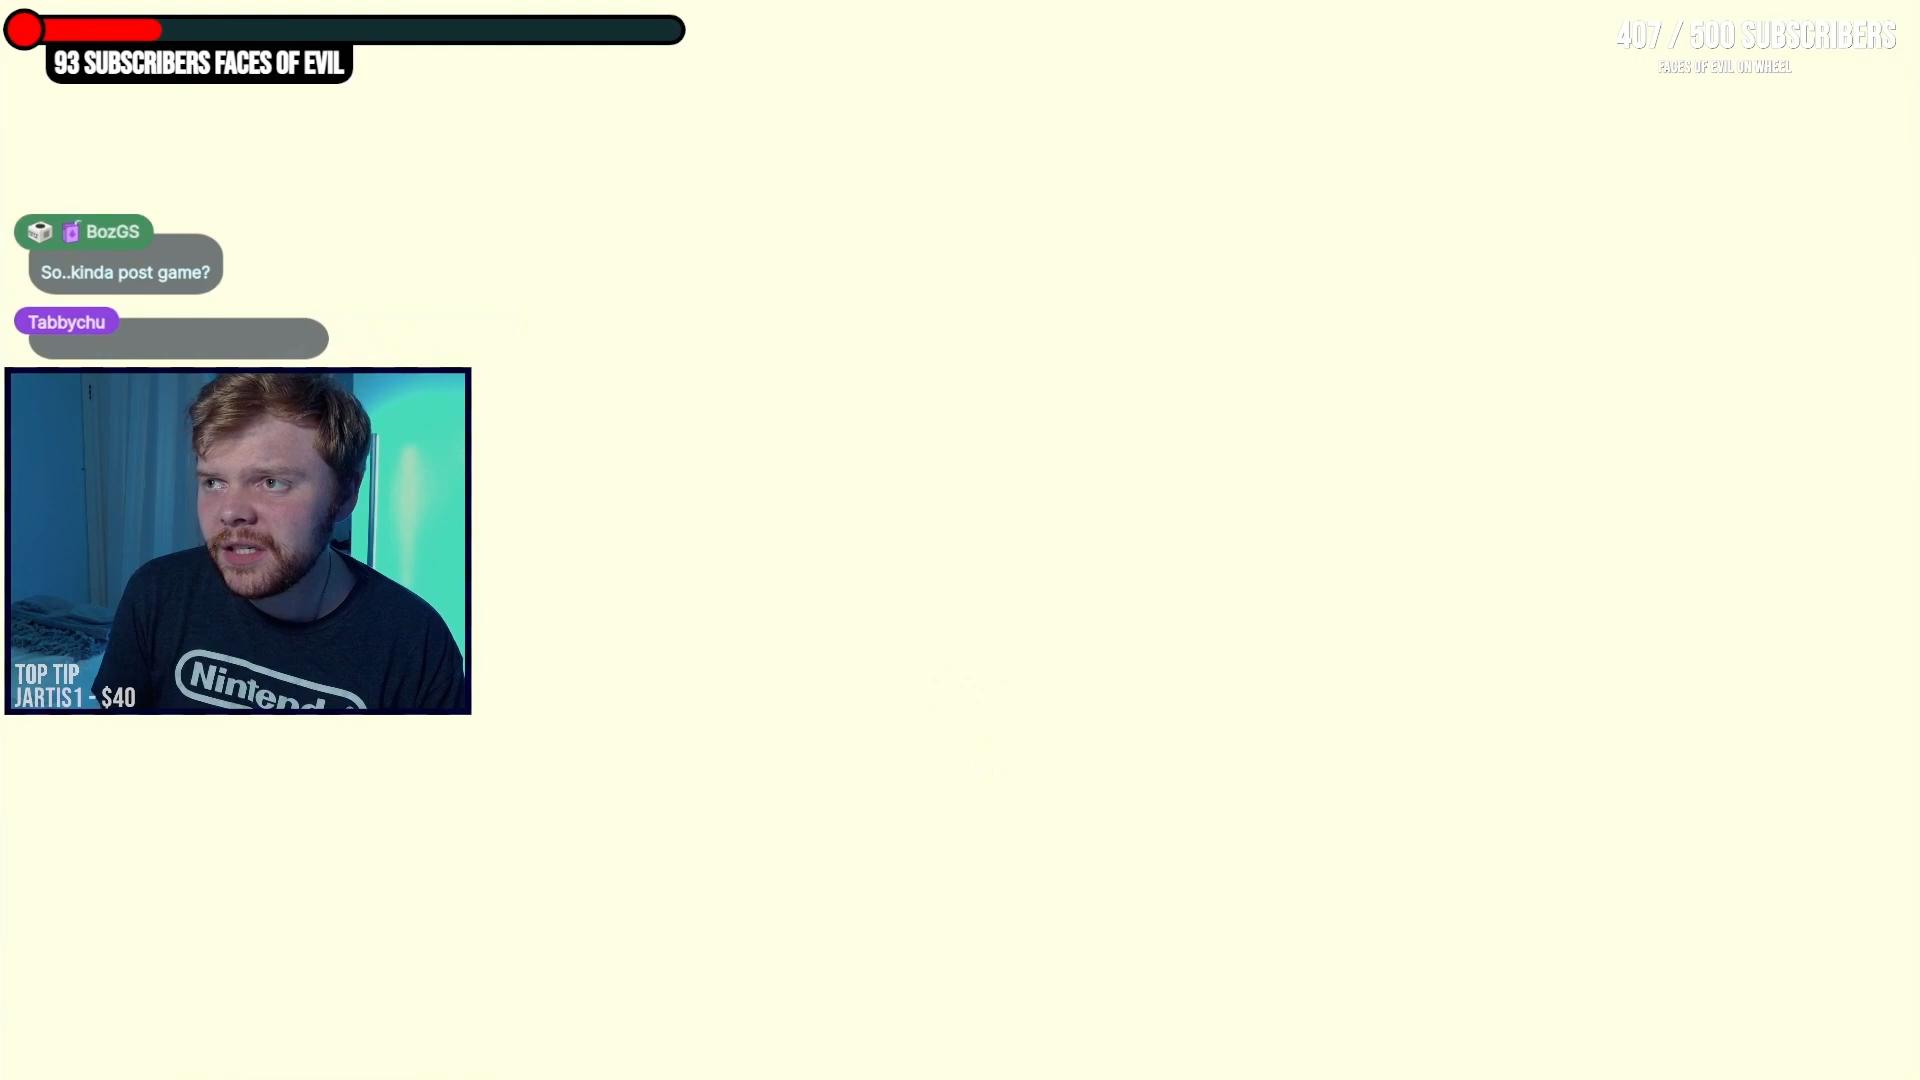 93 SUBSCRIBERS FACES OF EVIL
407 / 500 SUBSCRIBERS
FACES OF EVIL ON WHEEL
BozGS
So..kinda post game?
Tabbychu
TOP TIP
JARTIS1 - $40